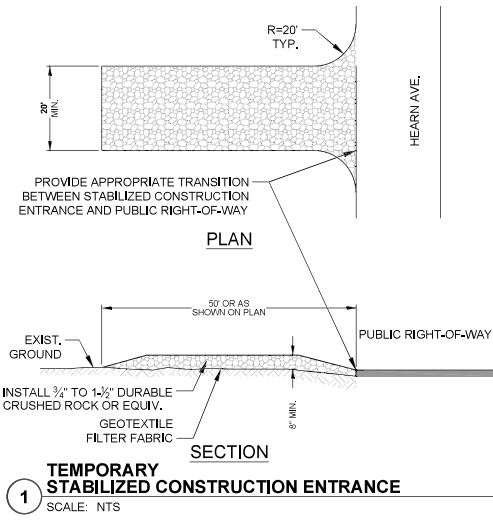 R=20'
TYP.
20'
MIN.
HEARN AVE.
PROVIDE APPROPRIATE TRANSITION
BETWEEN STABILIZED CONSTRUCTION
ENTRANCE AND PUBLIC RIGHT-OF-WAY
PLAN
50' OR AS
SHOWN ON PLAN
EXIST.
GROUND
PUBLIC RIGHT-OF-WAY
INSTALL ¾" TO 1-½" DURABLE
CRUSHED ROCK OR EQUIV.
GEOTEXTILE
FILTER FABRIC
8" MIN.
SECTION
1
TEMPORARY
STABILIZED CONSTRUCTION ENTRANCE
SCALE: NTS